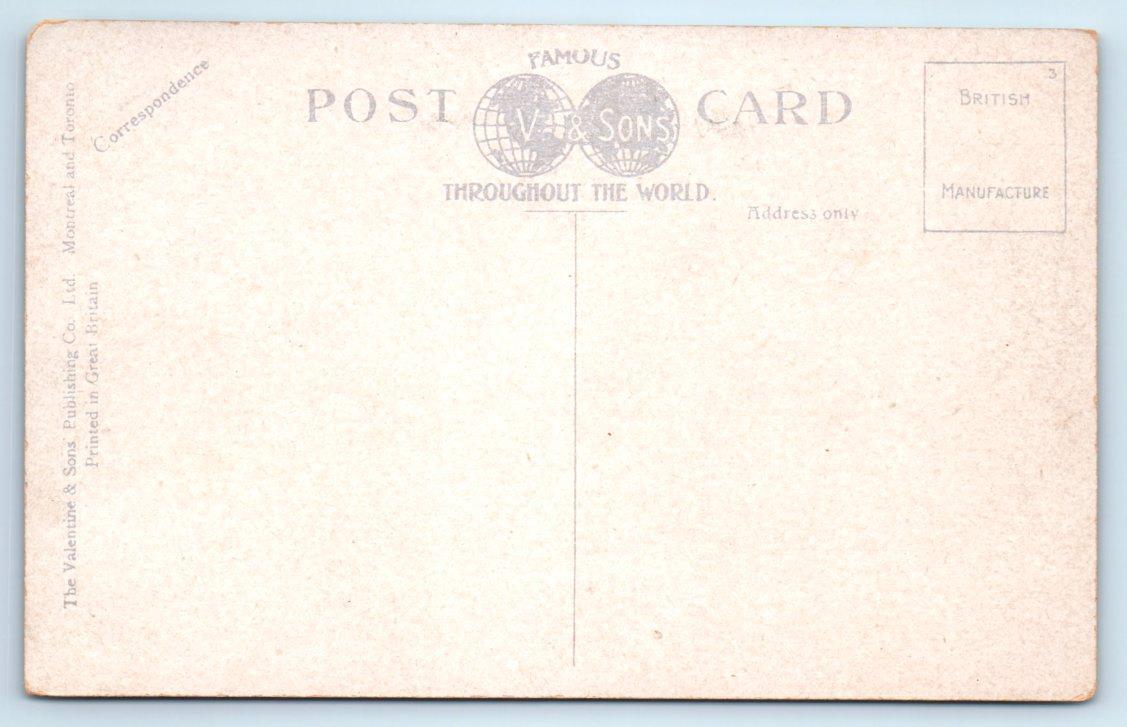 FAMOUS
POST V & SONS CARD
THROUGHOUT THE WORLD.
Correspondence
Address only
3
BRITISH
MANUFACTURE
The Valentine & Sons Publishing Co. Ltd. Montreal and Toronto
Printed in Great Britain